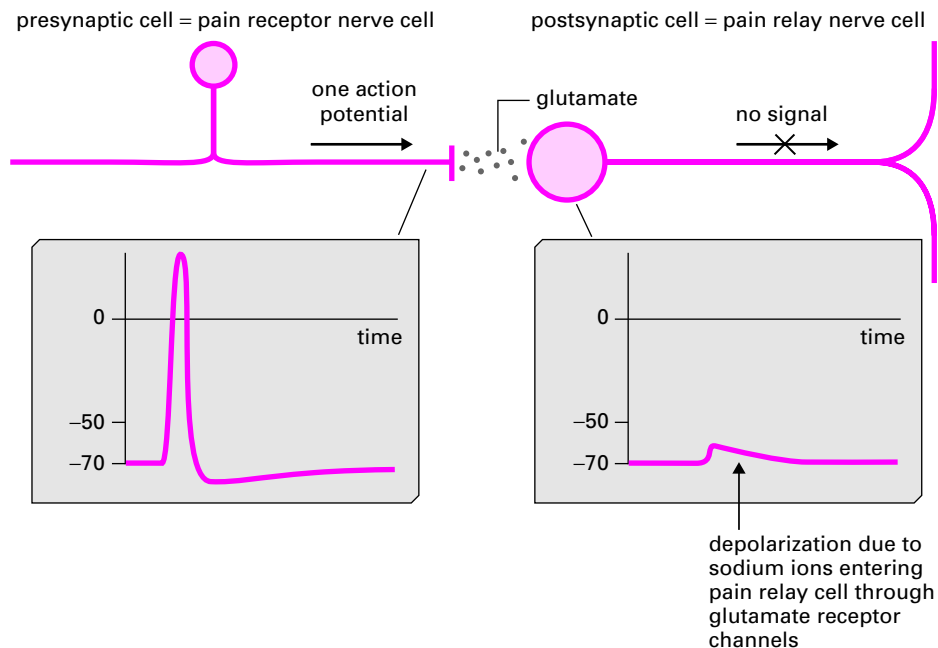 presynaptic cell = pain receptor nerve cell
postsynaptic cell = pain relay nerve cell
one action
potential
glutamate
no signal
0
time
−50
−70
0
time
−50
−70
depolarization due to
sodium ions entering
pain relay cell through
glutamate receptor
channels